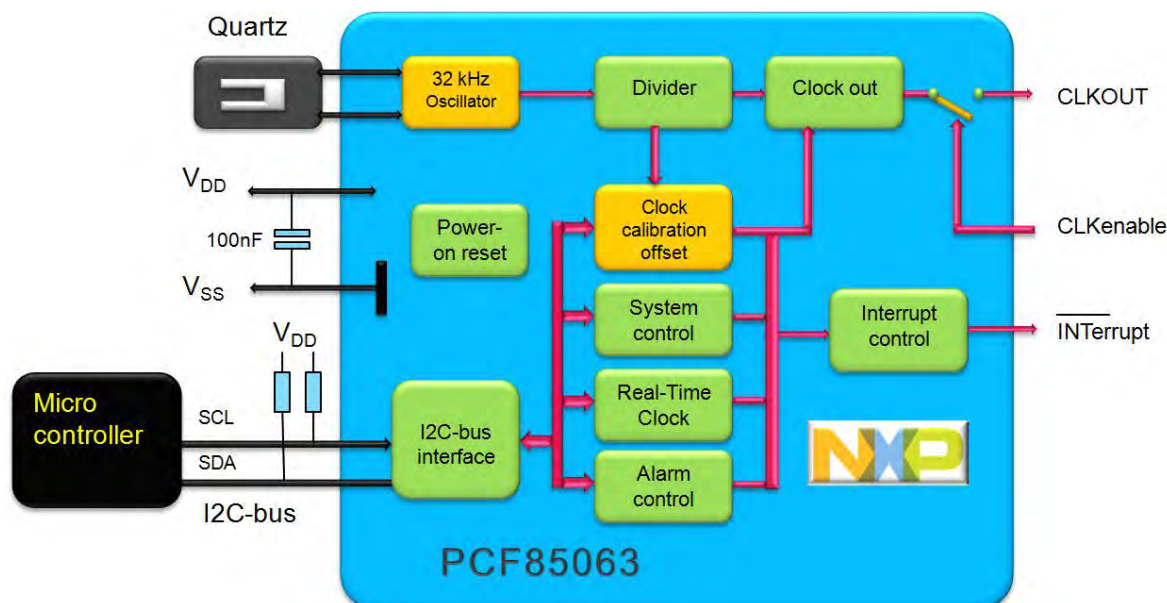 Quartz
32 kHz
Oscillator
Divider
Clock out
CLKOUT
VDD
100nF
VSS
Power-
on reset
Clock
calibration
offset
CLKenable
System
control
Interrupt
control
INTerrupt
VDD
Micro
controller
SCL
SDA
I2C-bus
I2C-bus
interface
Real-Time
Clock
Alarm
control
NXP
PCF85063